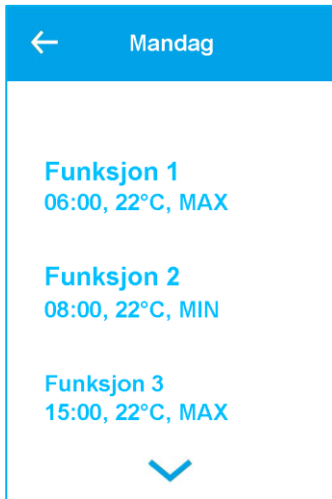 Mandag
Funksjon 1
06:00, 22°C, MAX
Funksjon 2
08:00, 22°C, MIN
Funksjon 3
15:00, 22°C, MAX